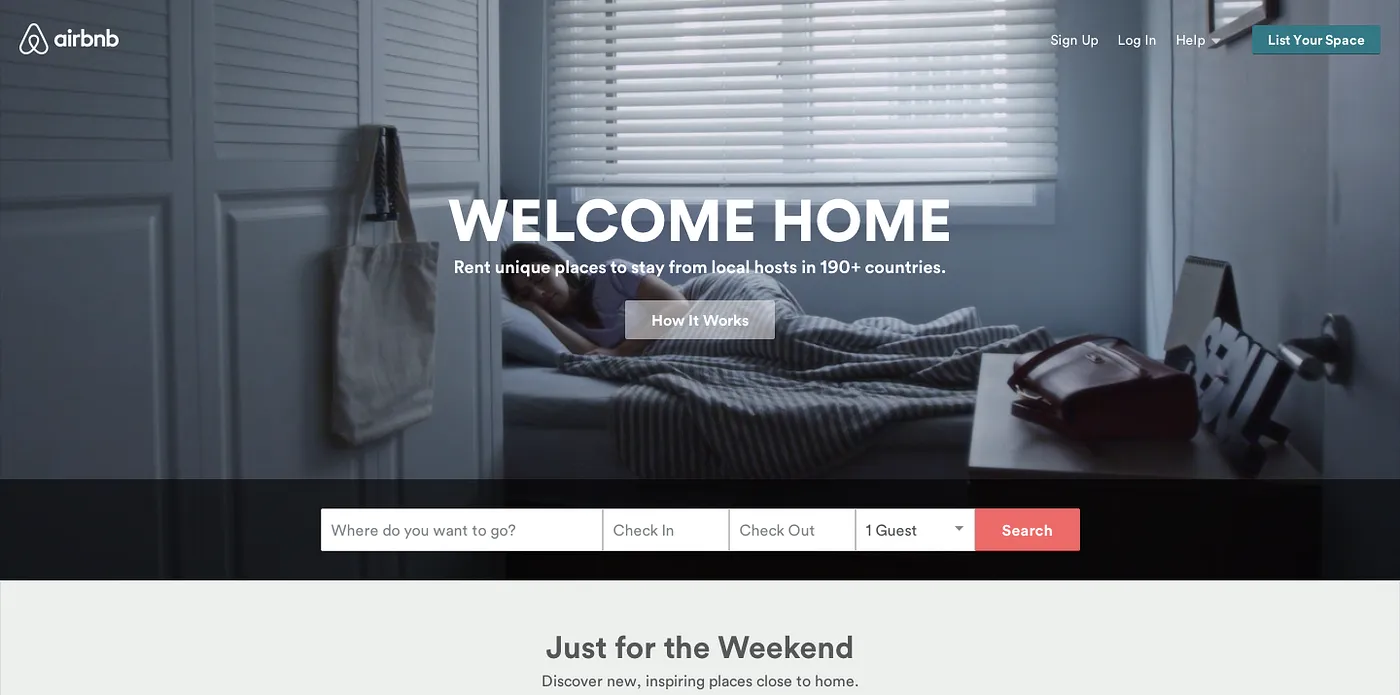 airbnb
Sign Up
Log In
Help
List Your Space
WELCOME HOME
Rent unique places to stay from local hosts in 190+ countries.
How It Works
Where do you want to go?
Check In
Check Out
1 Guest
Search
Just for the Weekend
Discover new, inspiring places close to home.